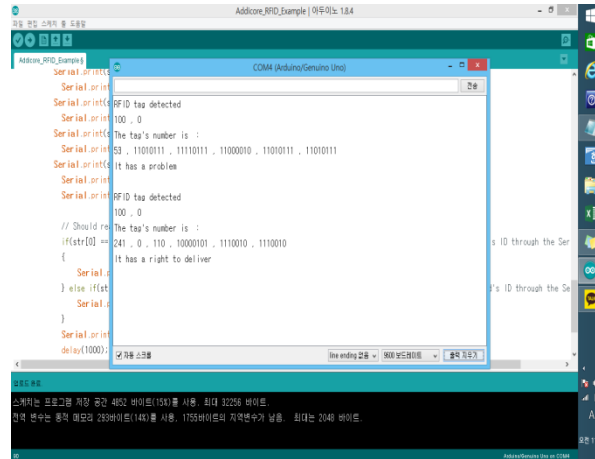 Addicore_RFID_Example | 아두이노 1.8.4
파일 편집 스케치 툴 도움말
Addicore_RFID_Example §
COM4 (Arduino/Genuino Uno)
전송
Serial.print(s
Serial.print
Serial.print(s
Serial.print
Serial.print(s
Serial.print
Serial.print(s
Serial.print
Serial.print
// Should re
if(str[0] ==
{
Serial.p
} else if(st
Serial.p
}
Serial.print
delay(1000);
RFID tag detected
100 , 0
The tag's number is :
53 , 11010111 , 11110111 , 11000010 , 11010111 , 11010111
It has a problem
RFID tag detected
100 , 0
The tag's number is :
241 , 0 , 110 , 10000101 , 1110010 , 1110010
It has a right to deliver
s ID through the Ser
d's ID through the Se
자동 스크롤
line ending 없음
9600 보드레이트
출력 지우기
업로드 완료.
스케치는 프로그램 저장 공간 4852 바이트(15%)를 사용. 최대 32256 바이트.
전역 변수는 동적 메모리 293바이트(14%)를 사용, 1755바이트의 지역변수가 남음. 최대는 2048 바이트.
Arduino/Genuino Uno on COM4